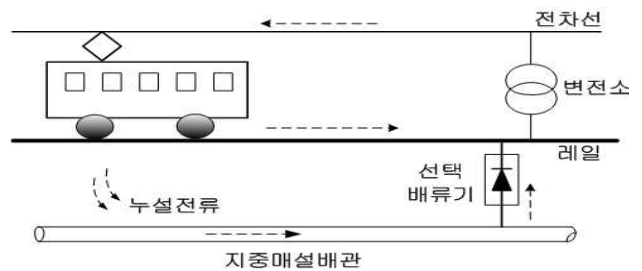 전차선
변전소
레일
선택
배류기
누설전류
지중매설배관